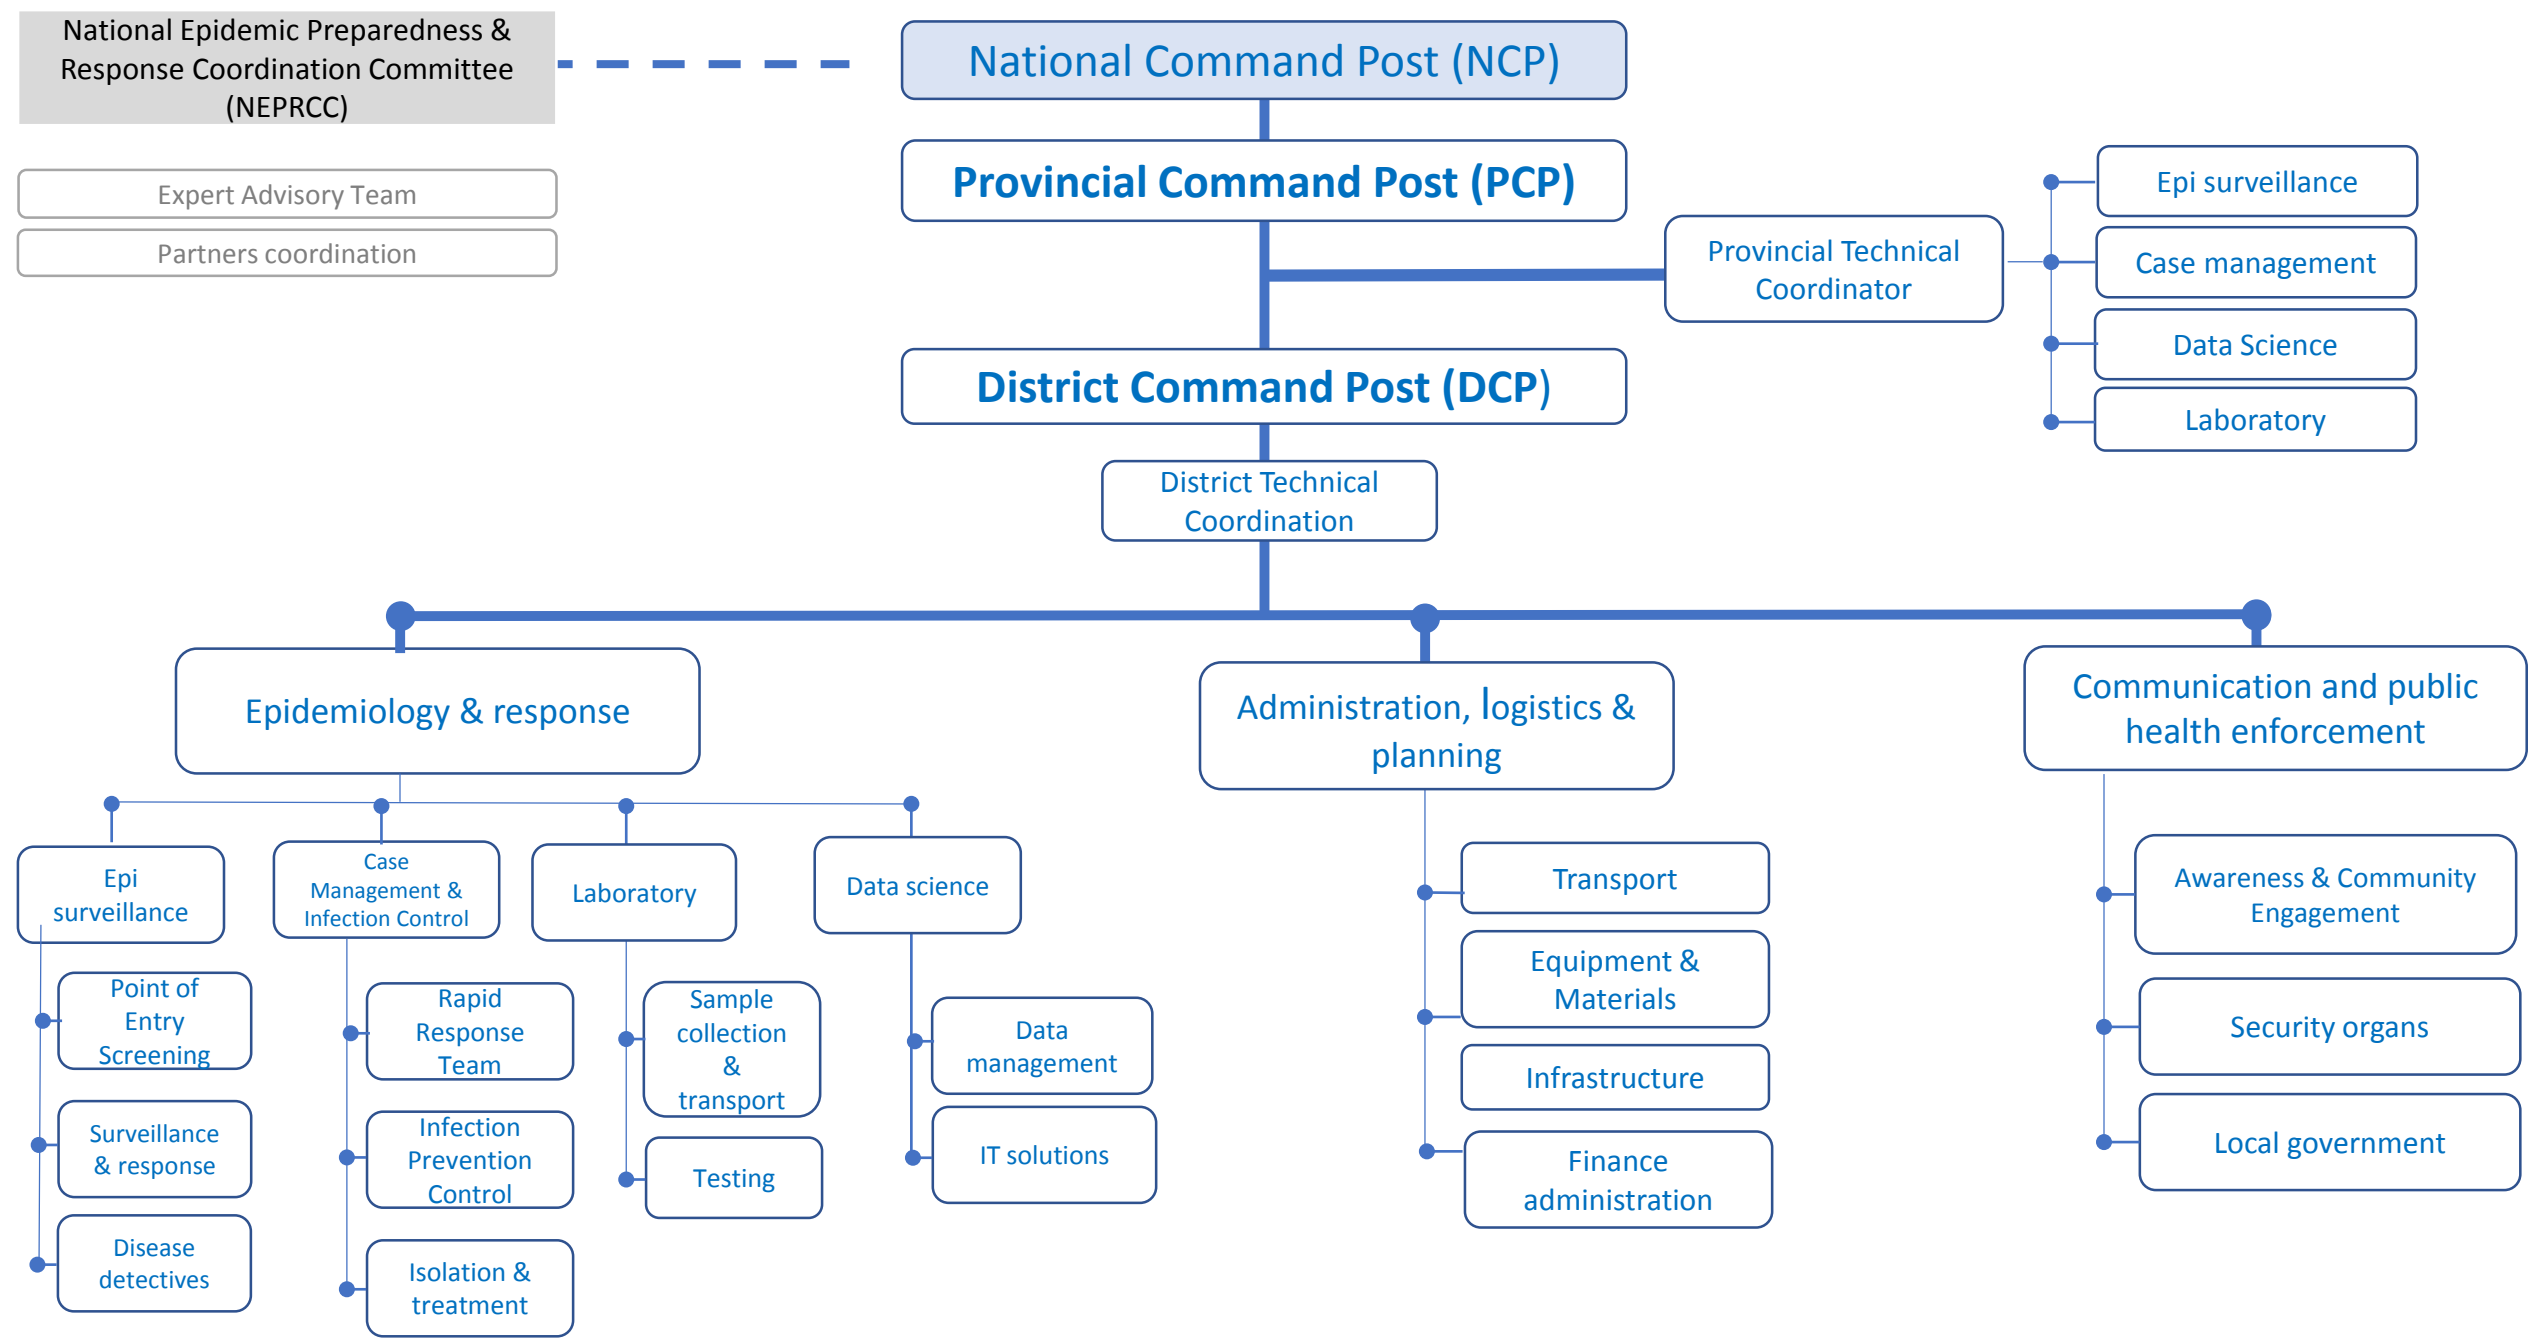 National Epidemic Preparedness &
Response Coordination Committee
(NEPRCC)
National Command Post (NCP)
Expert Advisory Team
Partners coordination
Provincial Command Post (PCP)
Provincial Technical
Coordinator
Epi surveillance
Case management
Data Science
Laboratory
District Command Post (DCP)
District Technical
Coordination
Epidemiology & response
Administration, logistics &
planning
Communication and public
health enforcement
Epi
surveillance
Case
Management &
Infection Control
Laboratory
Data science
Point of
Entry
Screening
Surveillance
& response
Disease
detectives
Rapid
Response
Team
Infection
Prevention
Control
Isolation &
treatment
Sample
collection
&
transport
Testing
Data
management
IT solutions
Transport
Equipment &
Materials
Infrastructure
Finance
administration
Awareness & Community
Engagement
Security organs
Local government